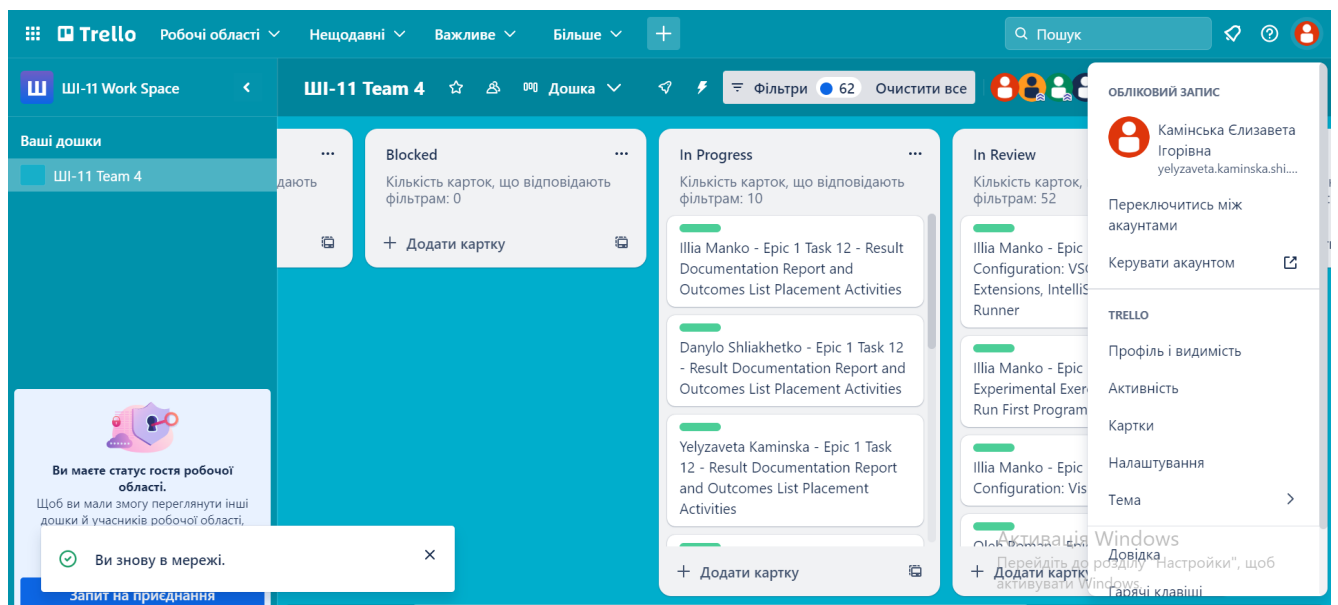 Trello
Робочі області
Нещодавні
Важливе
Більше
Пошук
Ш
ШІ-11 Work Space
Ваші дошки
ШІ-11 Team 4
Ви маєте статус гостя робочої
області.
Щоб ви мали змогу переглянути інші
дошки й учасників робочої області,
Запит на приєднання
Ви знову в мережі.
ШІ-11 Team 4
Дошка
Фільтри
62
Очистити все
дають
Blocked
Кількість карток, що відповідають
фільтрам: 0
Додати картку
In Progress
Кількість карток, що відповідають
фільтрам: 10
Illia Manko - Epic 1 Task 12 - Result
Documentation Report and
Outcomes List Placement Activities
Danylo Shliakhetko - Epic 1 Task 12
- Result Documentation Report and
Outcomes List Placement Activities
Yelyzaveta Kaminska - Epic 1 Task
12 - Result Documentation Report
and Outcomes List Placement
Activities
Додати картку
In Review
Кількість карток,
фільтрам: 52
Illia Manko - Epic
Configuration:
Extensions,
Runner
Illia Manko - Epic
Experimental
Run First Program
Illia Manko - Epic
Configuration:
Додати картку
ОБЛІКОВИЙ ЗАПИС
Камінська Єлизавета
Ігорівна
yelyzaveta.kaminska.shi....
Переключитись між
акаунтами
Керувати акаунтом
TRELLO
Профіль і видимість
Активність
Картки
Налаштування
Тема
Довідка
Гарячі клавіші
Активація Windows
Перейдіть до розділу "Настройки", щоб
активувати Windows.